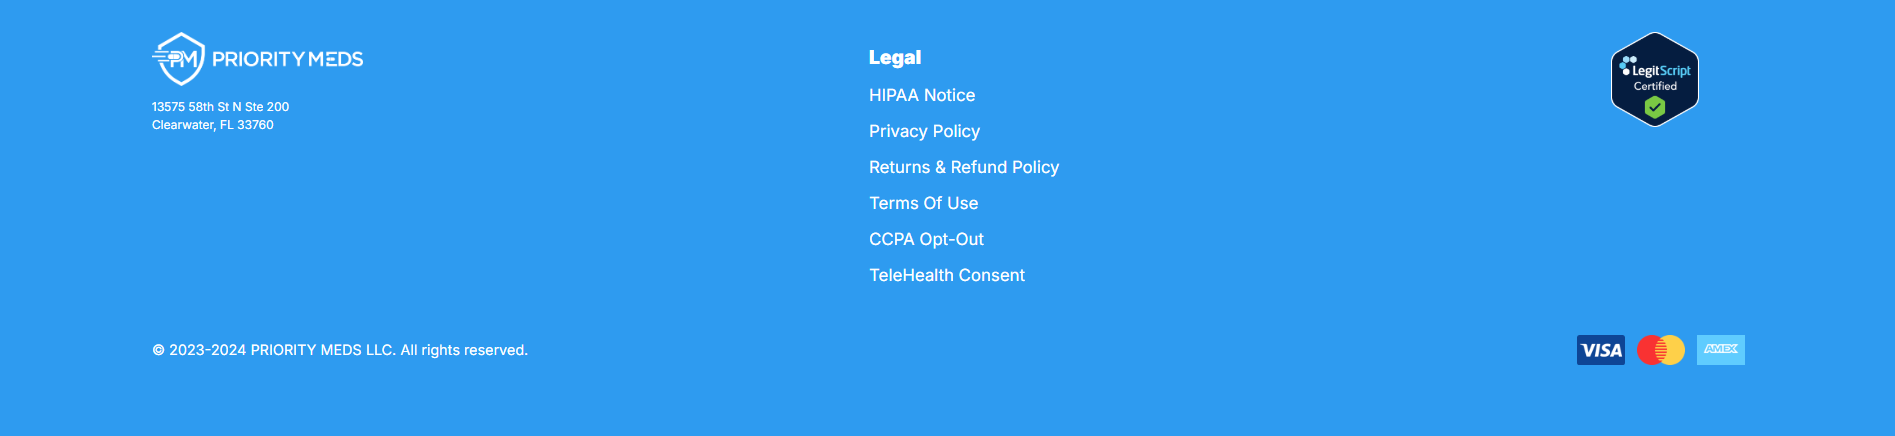 PM PRIORITY MEDS
13575 58th St N Ste 200
Clearwater, FL 33760
Legal
HIPAA Notice
Privacy Policy
Returns & Refund Policy
Terms Of Use
CCPA Opt-Out
TeleHealth Consent
LegitScript
Certified
© 2023-2024 PRIORITY MEDS LLC. All rights reserved.
VISA
AMEX